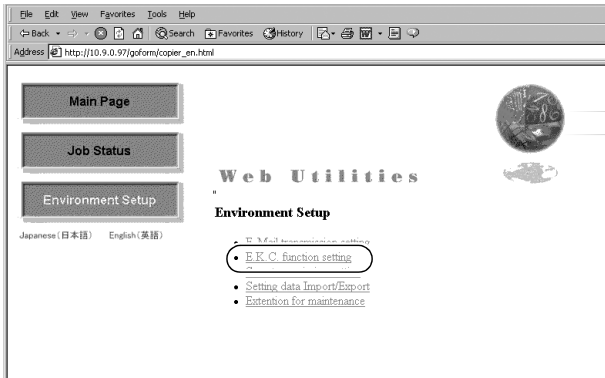 File Edit View Favorites Tools Help
Back Search Favorites History
Address http://10.9.0.97/goform/copier_en.html
Main Page
Job Status
Environment Setup
Japanese(日本語) English(英語)
Web Utilities
"
Environment Setup
E-Mail transmission setting
E.K.C. function setting
Setting data Import/Export
Extention for maintenance